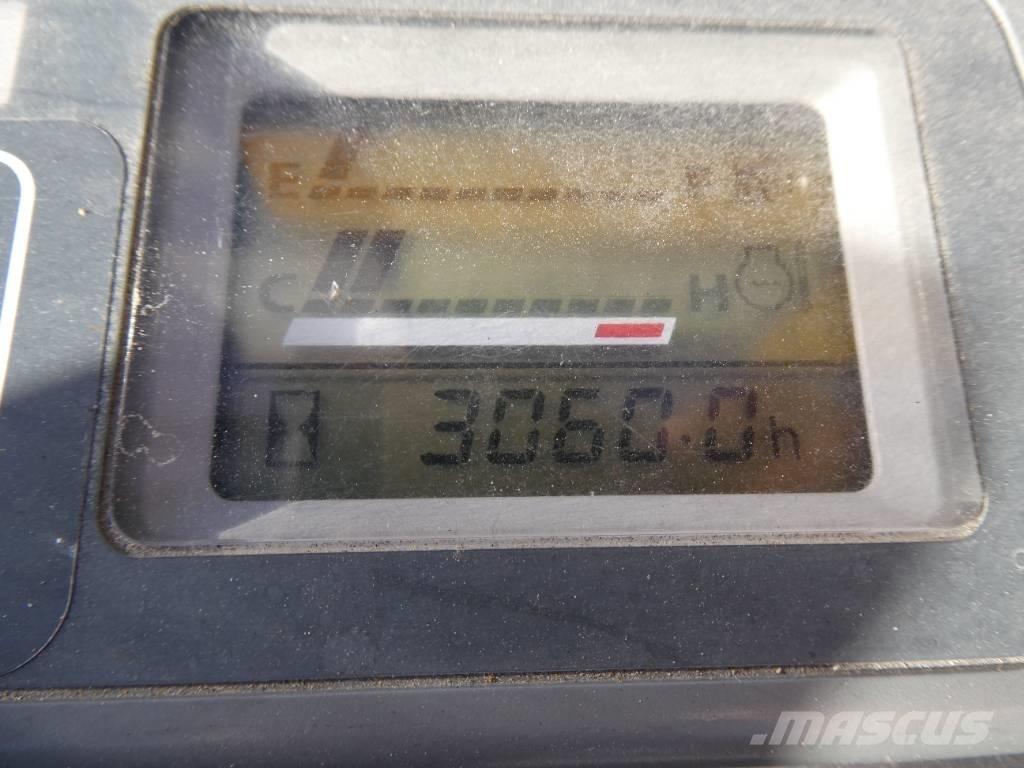 E F
C H
3060.0h
MASCUS